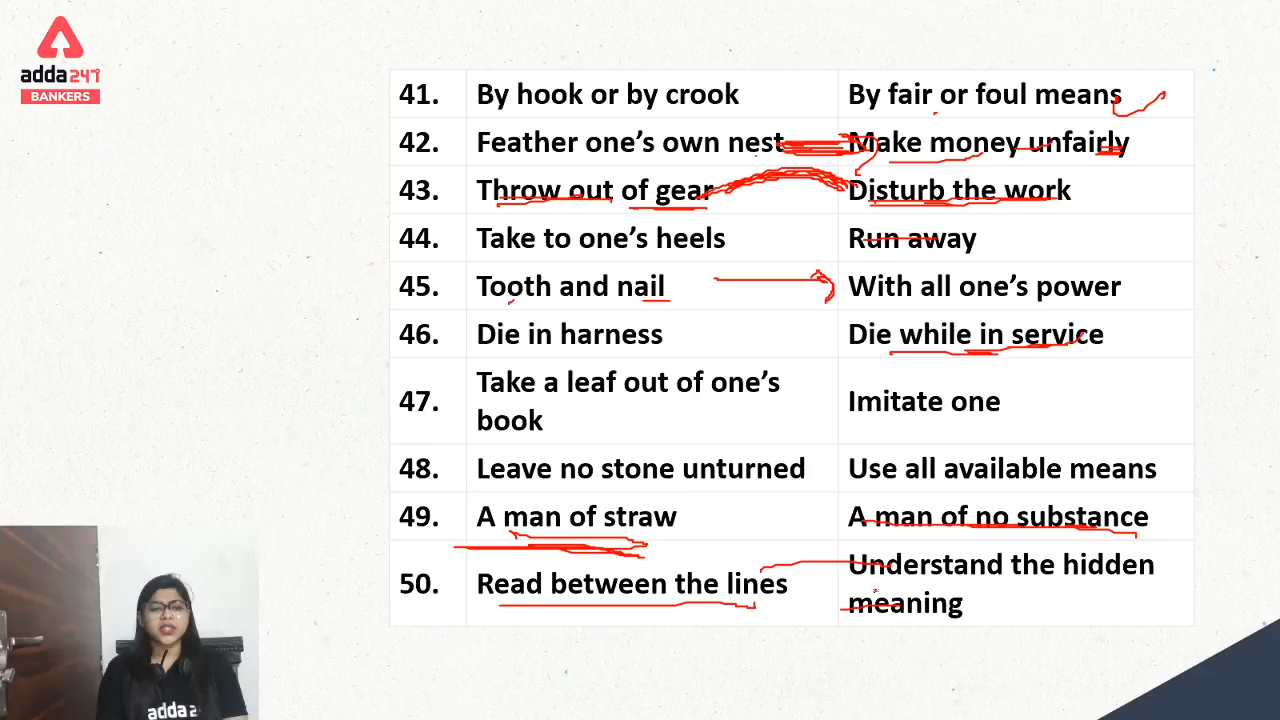 adda247
BANKERS
41. By hook or by crook By fair or foul means
42. Feather one’s own nest Make money unfairly
43. Throw out of gear Disturb the work
44. Take to one’s heels Run away
45. Tooth and nail With all one’s power
46. Die in harness Die while in service
47. Take a leaf out of one’s
book Imitate one
48. Leave no stone unturned Use all available means
49. A man of straw A man of no substance
50. Read between the lines Understand the hidden
meaning
adda2